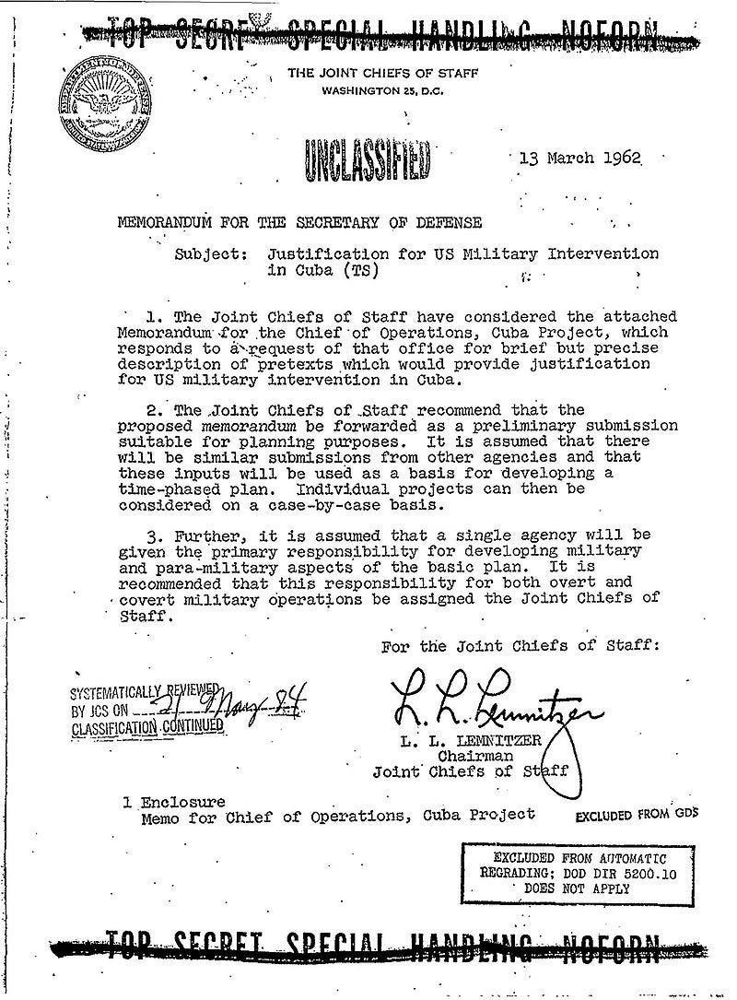 TOP SECRET SPECIAL HANDLING NOFORN
THE JOINT CHIEFS OF STAFF
WASHINGTON 25, D.C.
UNCLASSIFIED
13 March 1962
MEMORANDUM FOR THE SECRETARY OF DEFENSE
Subject: Justification for US Military Intervention
in Cuba (TS)
1. The Joint Chiefs of Staff have considered the attached
Memorandum for the Chief of Operations, Cuba Project, which
responds to a request of that office for brief but precise
description of pretexts which would provide justification
for US military intervention in Cuba.
2. The Joint Chiefs of Staff recommend that the
proposed memorandum be forwarded as a preliminary submission
suitable for planning purposes. It is assumed that there
will be similar submissions from other agencies and that
these inputs will be used as a basis for developing a
time-phased plan. Individual projects can then be
considered on a case-by-case basis.
3. Further, it is assumed that a single agency will be
given the primary responsibility for developing military
and para-military aspects of the basic plan. It is
recommended that this responsibility for both overt and
covert military operations be assigned the Joint Chiefs of
Staff.
For the Joint Chiefs of Staff:
SYSTEMATICALLY REVIEWED
BY JCS ON 21 May 84
CLASSIFICATION CONTINUED
L. L. Lemnitzer
L. L. LEMNITZER
Chairman
Joint Chiefs of Staff
1 Enclosure
Memo for Chief of Operations, Cuba Project
EXCLUDED FROM GDS
EXCLUDED FROM AUTOMATIC
REGRADING; DOD DIR 5200.10
DOES NOT APPLY
TOP SECRET SPECIAL HANDLING NOFORN